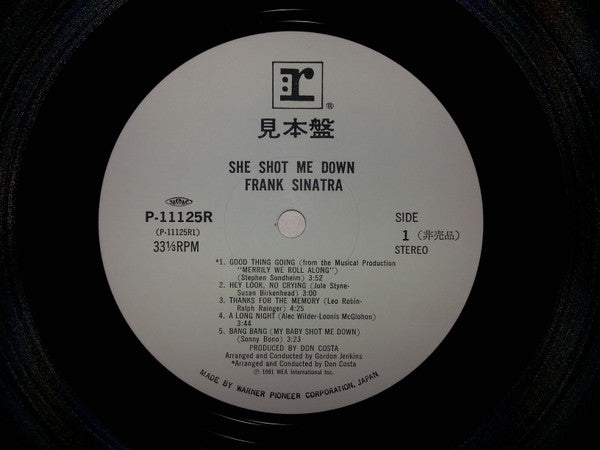 r
®
見本盤
SHE SHOT ME DOWN
FRANK SINATRA
P-11125R
(P-11125R1)
33⅓RPM
SIDE
1 (非売品)
STEREO
*1. GOOD THING GOING (from the Musical Production
"MERRILY WE ROLL ALONG")
(Stephen Sondheim) 3:52
2. HEY LOOK, NO CRYING (Jule Styne-
Susan Birkenhead) 3:00
3. THANKS FOR THE MEMORY (Leo Robin-
Ralph Rainger) 4:25
4. A LONG NIGHT (Alec Wilder-Loonis McGlohon)
3:44
5. BANG BANG (MY BABY SHOT ME DOWN)
(Sonny Bono) 3:23
PRODUCED BY DON COSTA
Arranged and Conducted by Gordon Jenkins
*Arranged and Conducted by Don Costa
℗ 1981 WEA International Inc.
MADE BY WARNER PIONEER CORPORATION, JAPAN